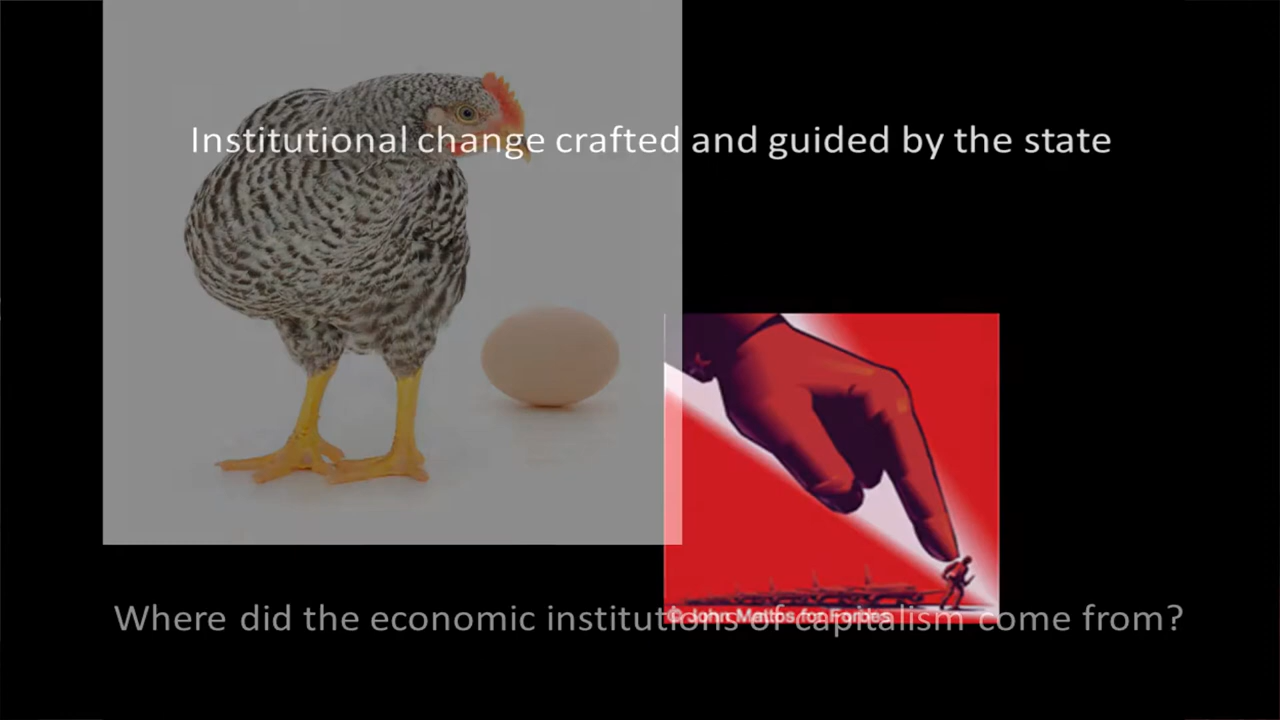 Institutional change crafted and guided by the state
© John Mattos for Forbes
Where did the economic institutions of capitalism come from?